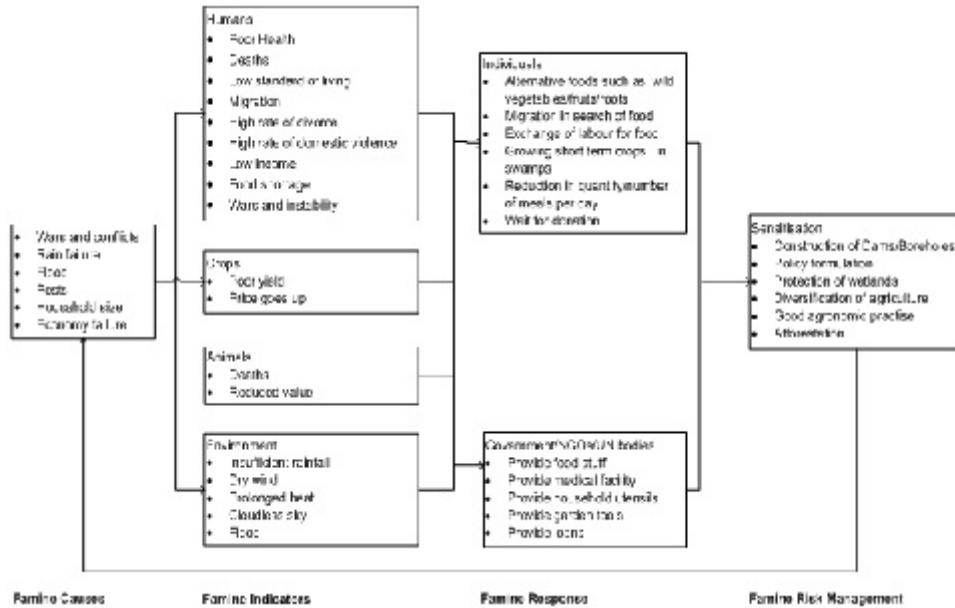 Humans
Poor Health
Deaths
Low standard of living
Migration
High rate of divorce
High rate of domestic violence
Low income
Food shortage
Wars and instability
Individuals
Alternative foods such as wild
vegetables/fruits/roots
Migration in search of food
Exchange of labour for food
Growing short term crops in
swamps
Reduction in quantity/number
of meals per day
Wait for donation
Wars and conflicts
Rain failure
Flood
Pests
Household size
Economy failure
Crops
Poor yield
Price goes up
Animals
Deaths
Reduced value
Environment
Insufficient rainfall
Dry wind
Prolonged heat
Cloudless sky
Flood
Government/NGOs/UN bodies
Provide food stuff
Provide medical facility
Provide household utensils
Provide garden tools
Provide loans
Sensitisation
Construction of Dams/Boreholes
Policy formulation
Protection of wetlands
Diversification of agriculture
Good agronomic practise
Afforestation
Famine Causes
Famine Indicators
Famine Response
Famine Risk Management